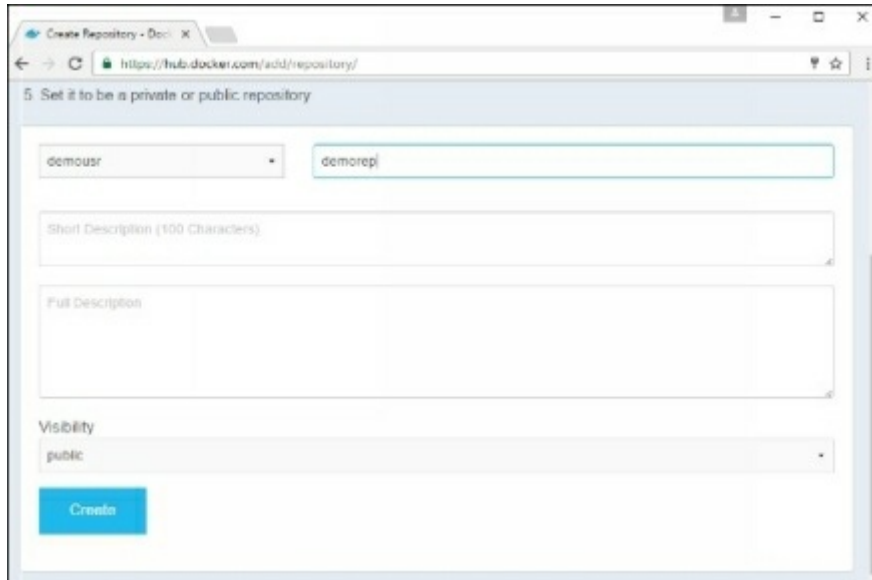 Create Repository - Doc
https://hub.docker.com/add/repository/
5. Set it to be a private or public repository
demousr
demorep
Short Description (100 Characters)
Full Description
Visibility
public
Create